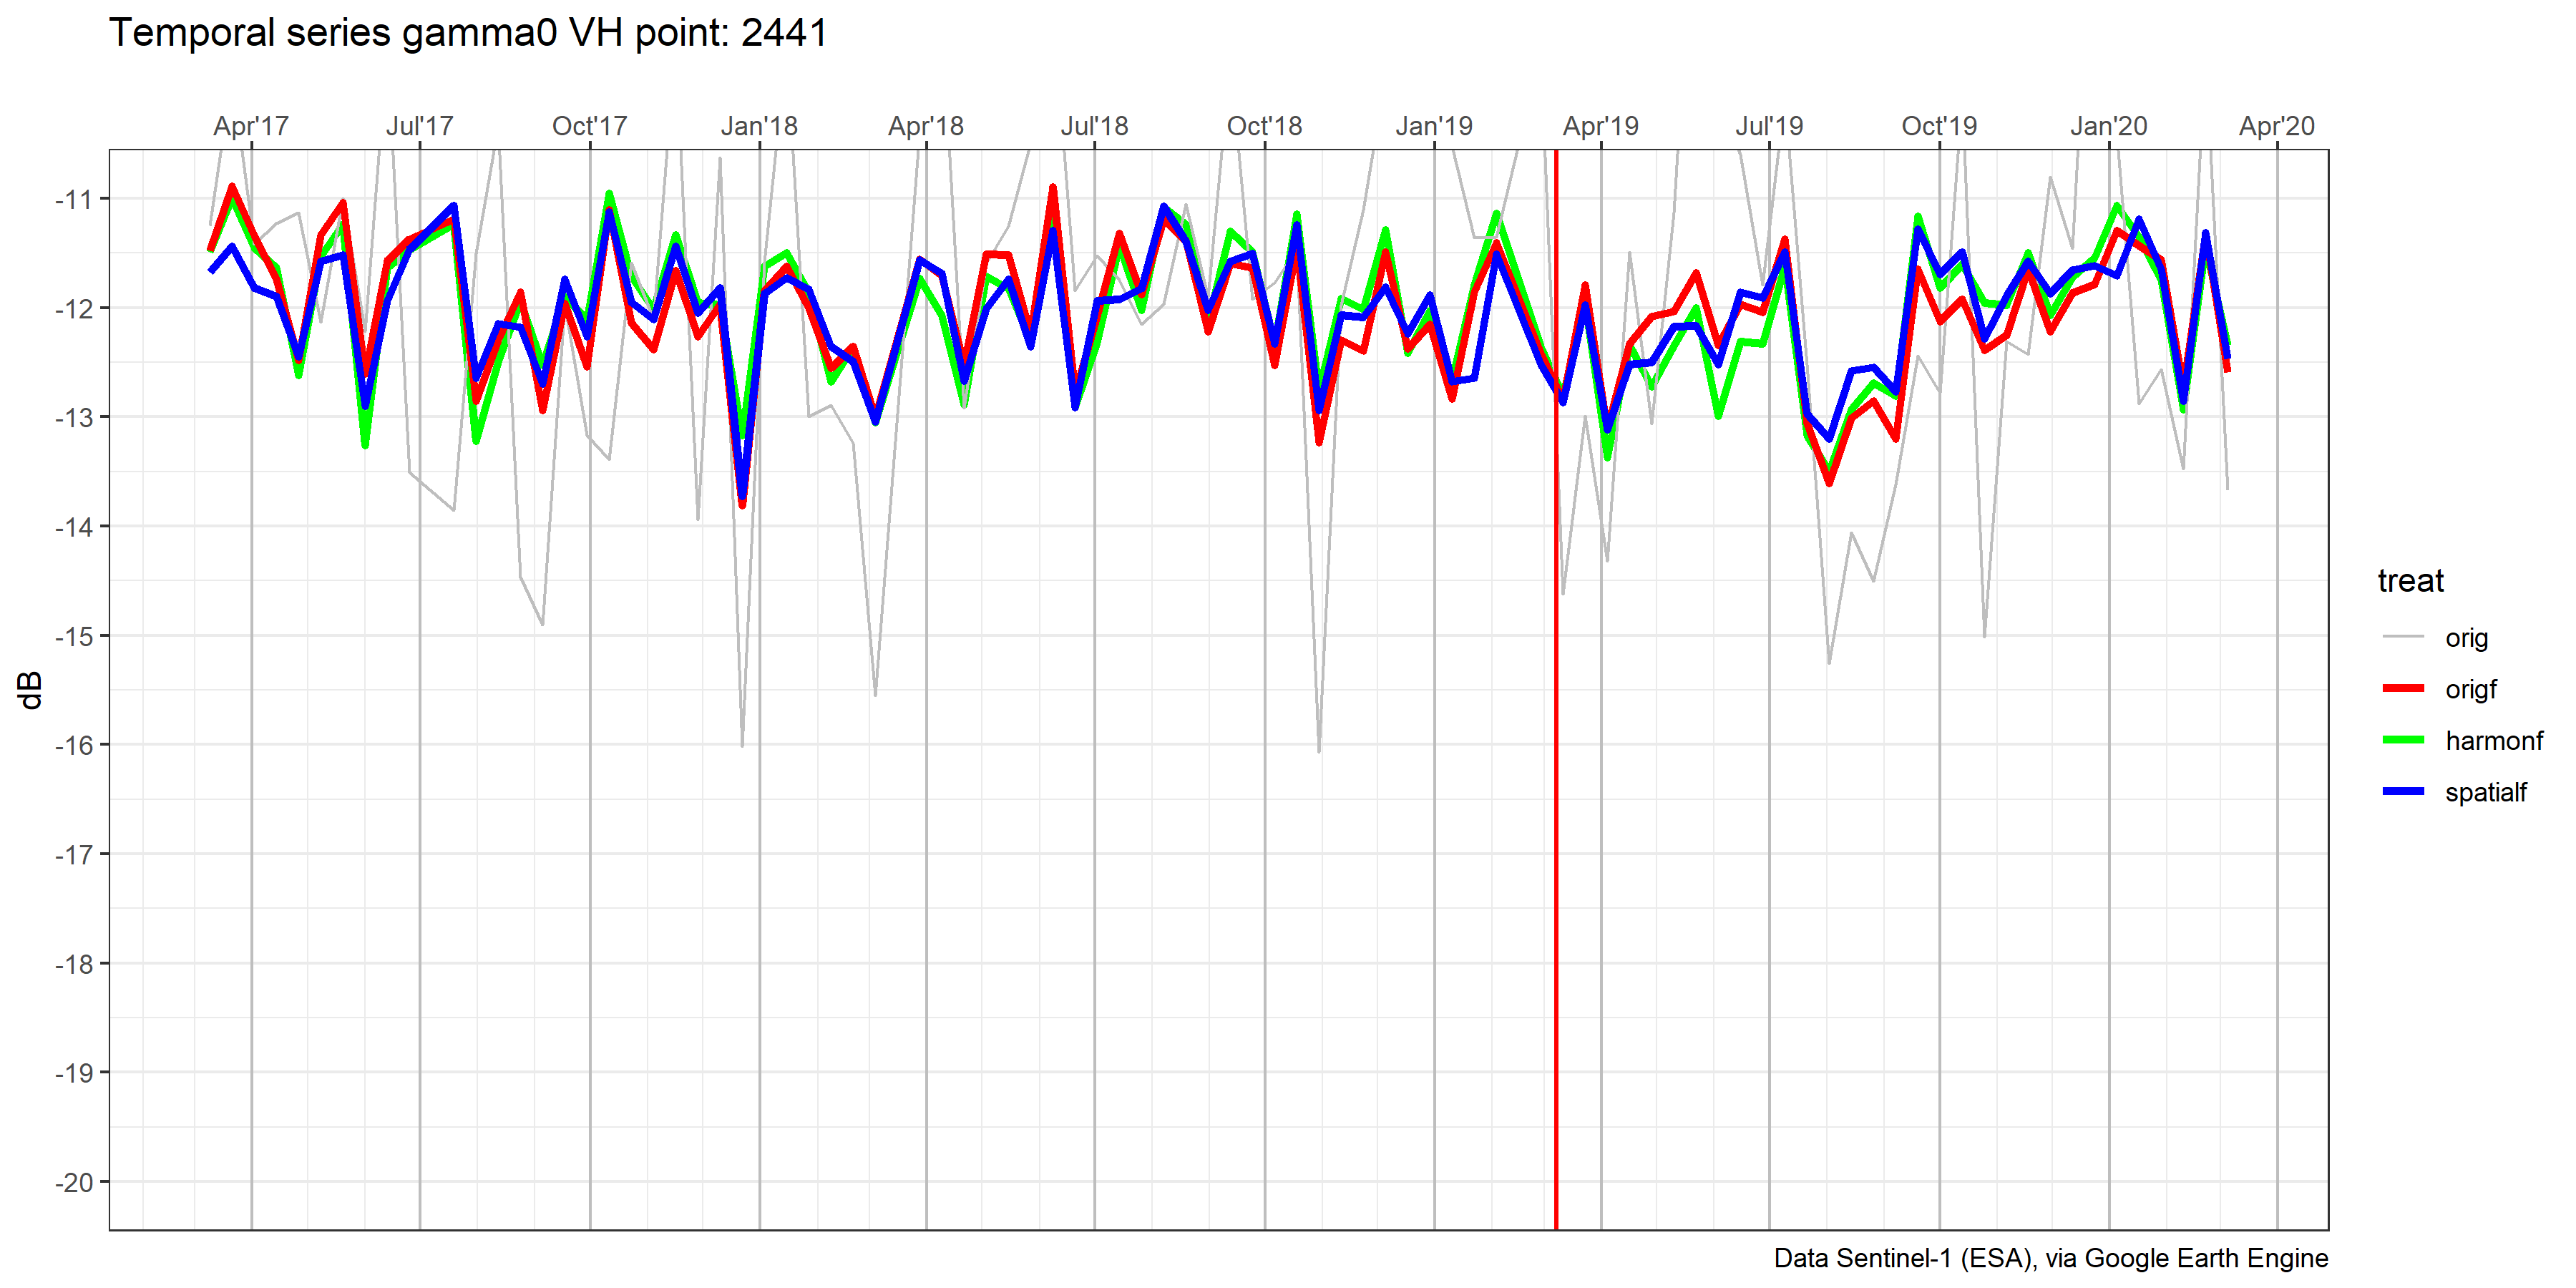 Temporal series gamma0 VH point: 2441
Apr'17 Jul'17 Oct'17 Jan'18 Apr'18 Jul'18 Oct'18 Jan'19 Apr'19 Jul'19 Oct'19 Jan'20 Apr'20
-11
-12
-13
-14
-15
-16
-17
-18
-19
-20
dB
treat
orig
origf
harmonf
spatialf
Data Sentinel-1 (ESA), via Google Earth Engine